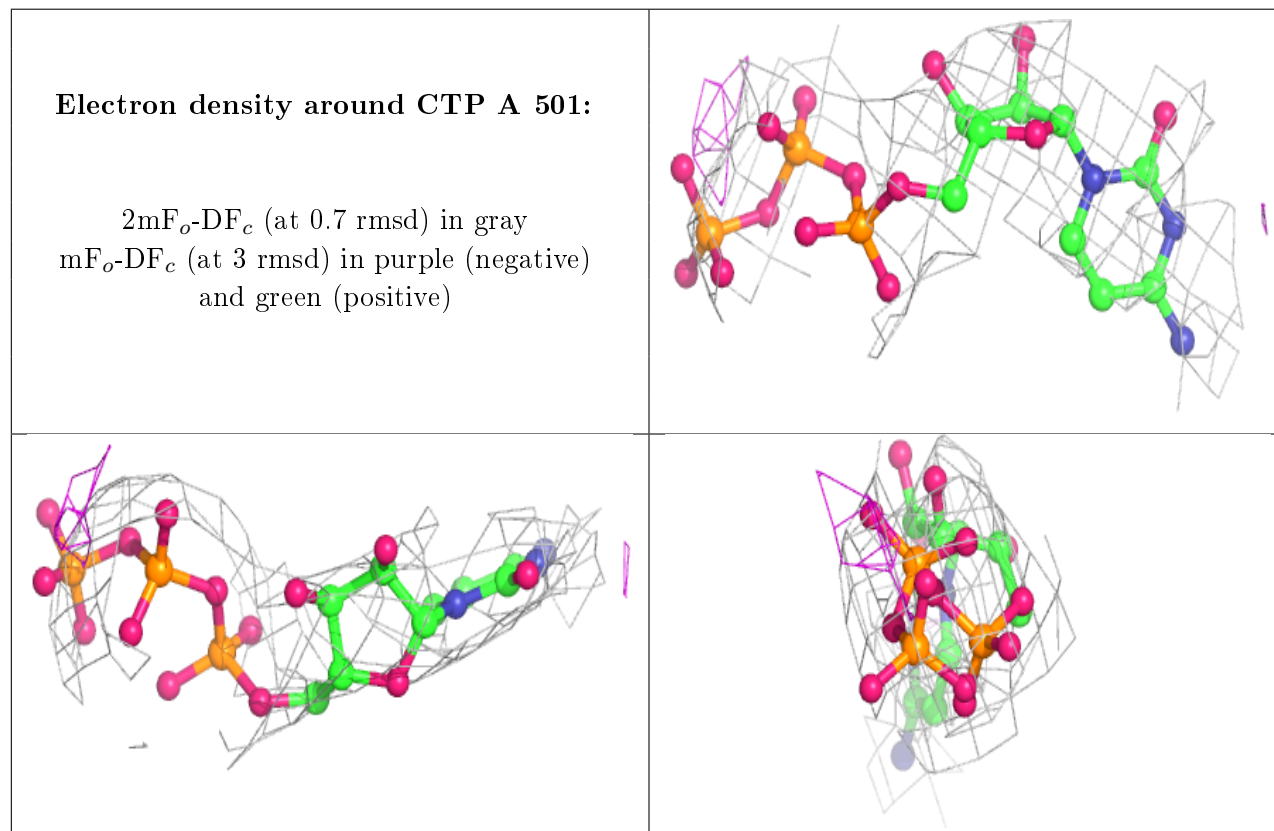 Electron density around CTP A 501:
2mFo-DFc (at 0.7 rmsd) in gray
mFo-DFc (at 3 rmsd) in purple (negative)
and green (positive)